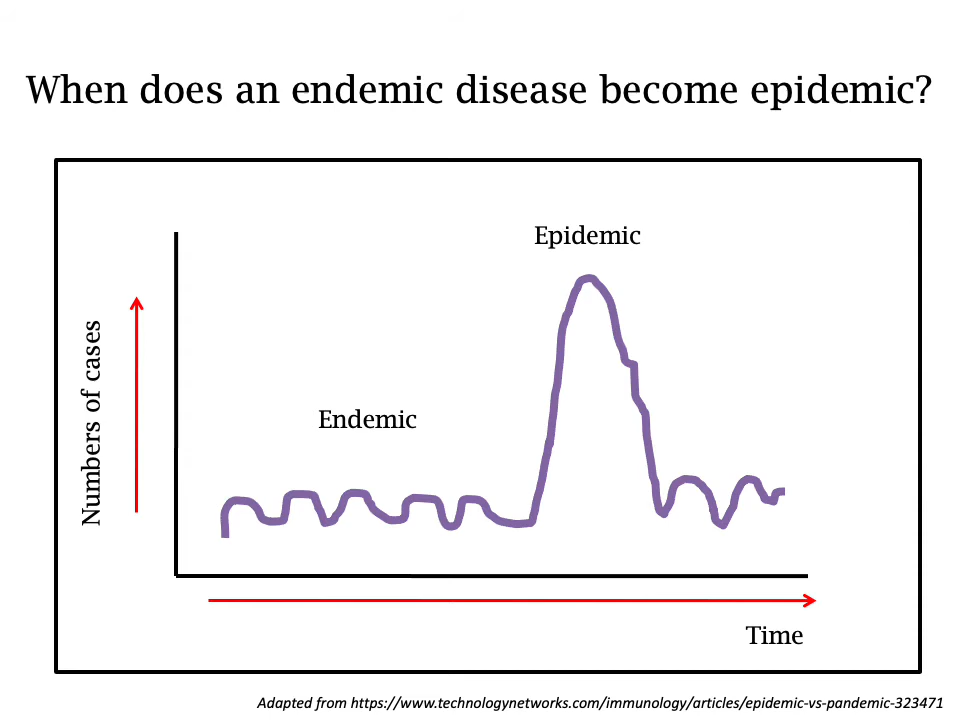 When does an endemic disease become epidemic?
Epidemic
Numbers of cases
Endemic
Time
Adapted from https://www.technologynetworks.com/immunology/articles/epidemic-vs-pandemic-323471